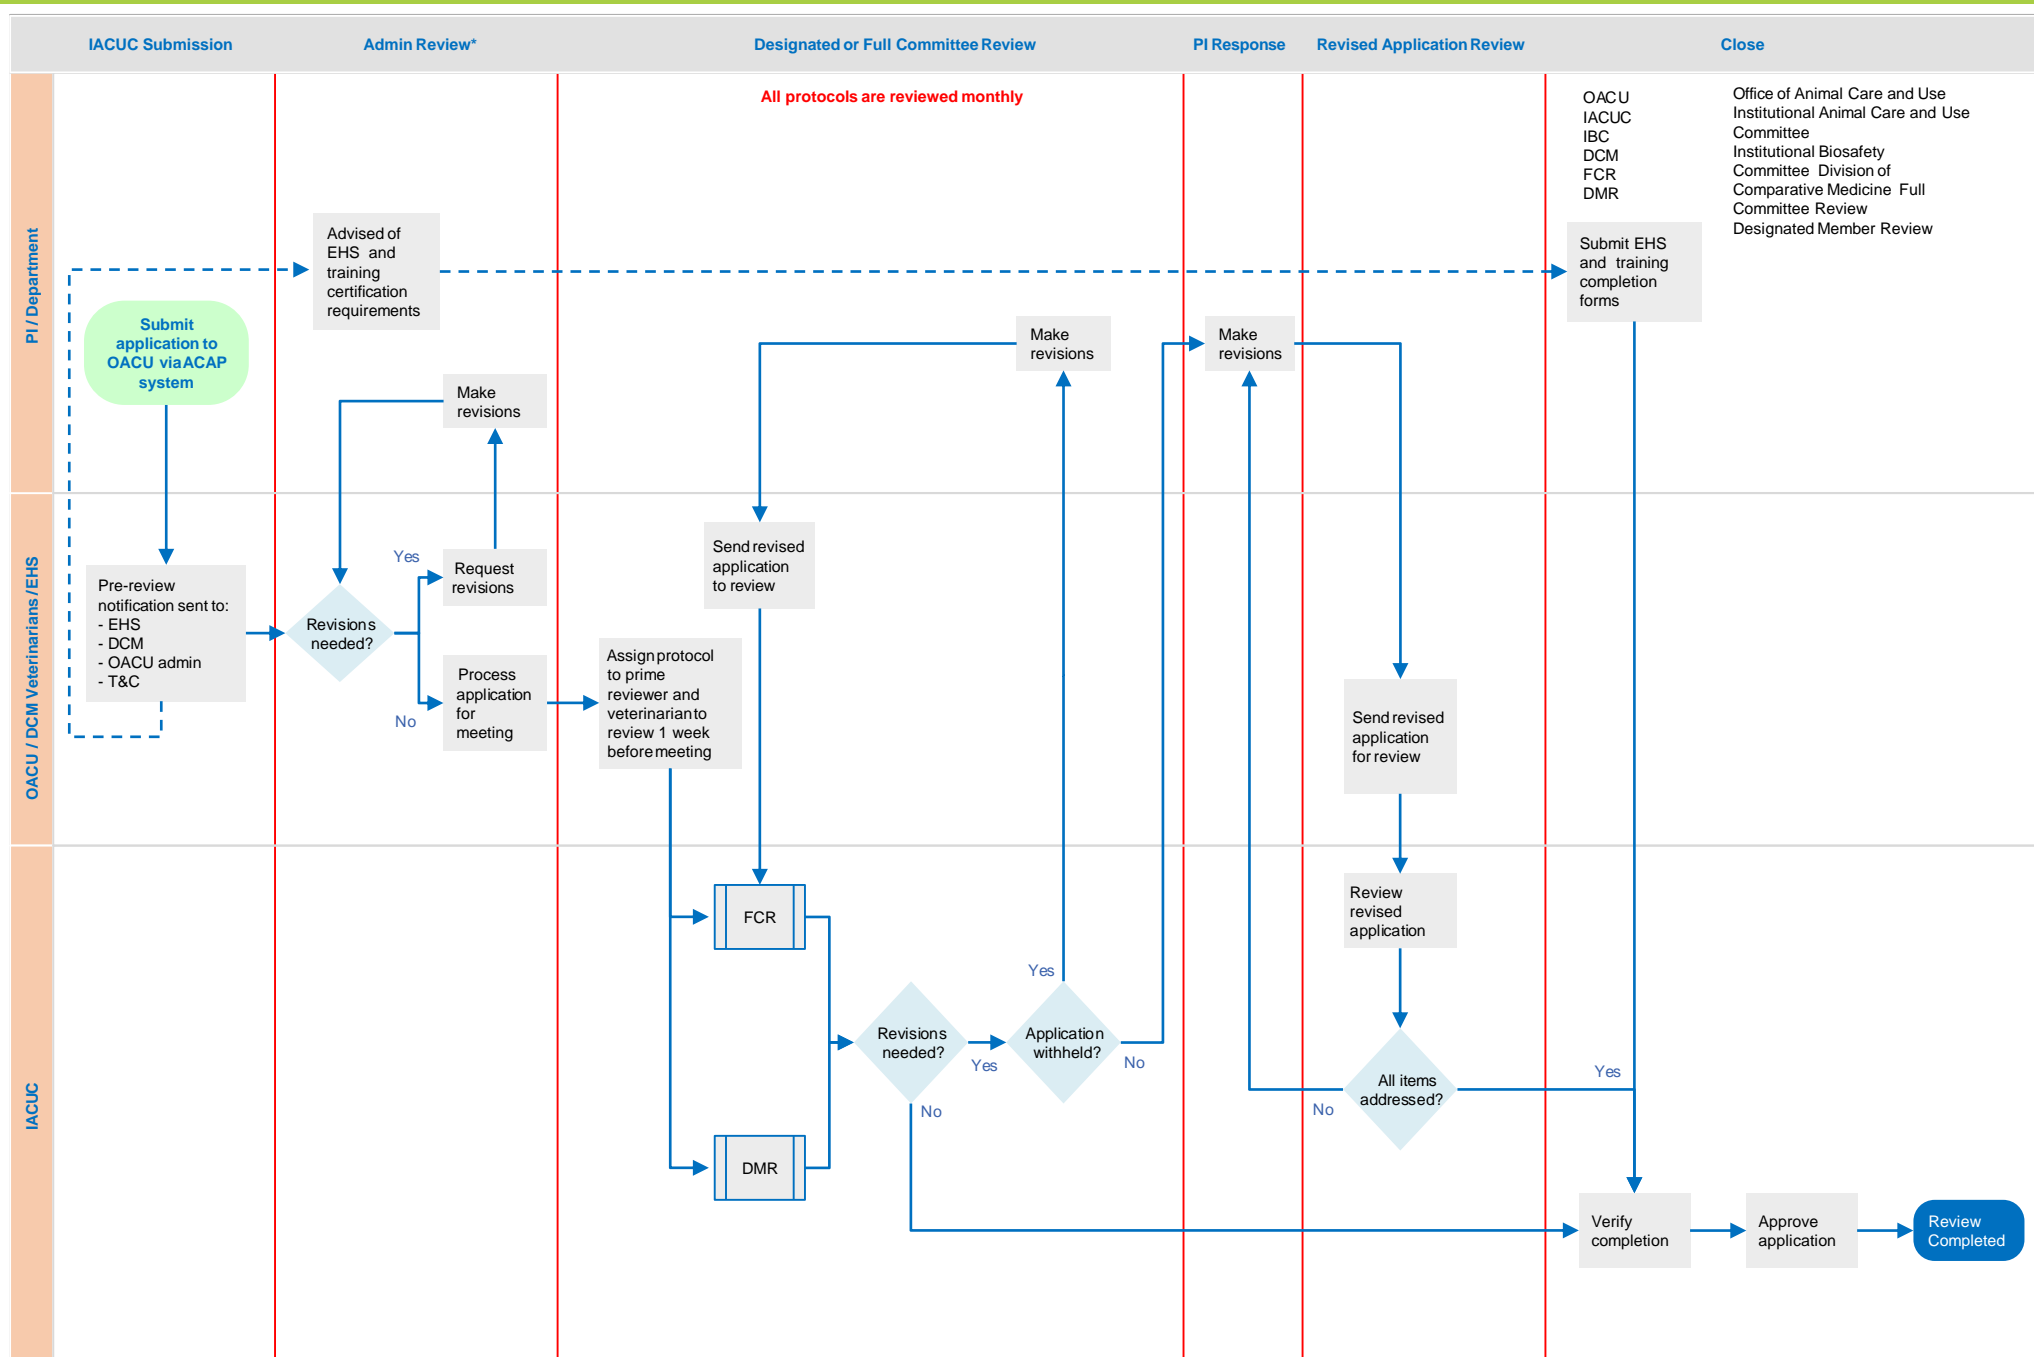 IACUC Submission
Admin Review*
Designated or Full Committee Review
PI Response
Revised Application Review
Close
All protocols are reviewed monthly
OACU
IACUC
IBC
DCM
FCR
DMR
Office of Animal Care and Use
Institutional Animal Care and Use
Committee
Institutional Biosafety
Committee Division of
Comparative Medicine Full
Committee Review
Designated Member Review
PI / Department
Advised of
EHS and
training
certification
requirements
Submit EHS
and training
completion
forms
Submit
application to
OACU via ACAP
system
Make
revisions
Make
revisions
Make
revisions
OACU / DCM Veterinarians / EHS
Pre-review
notification sent to:
- EHS
- DCM
- OACU admin
- T&C
Revisions
needed?
Yes
No
Request
revisions
Process
application
for
meeting
Send revised
application
to review
Assign protocol
to prime
reviewer and
veterinarian to
review 1 week
before meeting
Send revised
application
for review
IACUC
FCR
DMR
Revisions
needed?
Yes
No
Application
withheld?
Yes
No
Review
revised
application
All items
addressed?
No
Yes
Verify
completion
Approve
application
Review
Completed